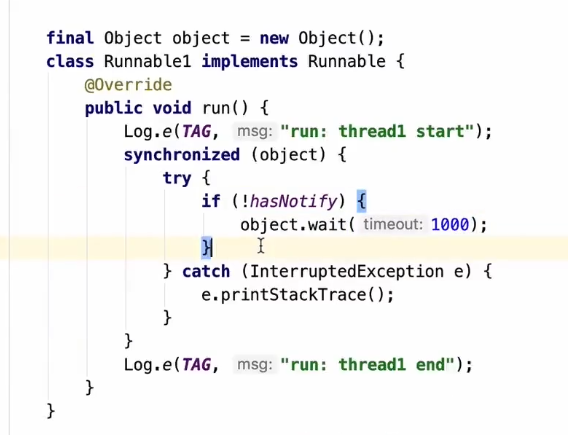 final Object object = new Object();
class Runnable1 implements Runnable {
@Override
public void run() {
Log.e(TAG, msg: "run: thread1 start");
synchronized (object) {
try {
if (!hasNotify) {
object.wait( timeout: 1000);
}
} catch (InterruptedException e) {
e.printStackTrace();
}
}
Log.e(TAG, msg: "run: thread1 end");
}
}